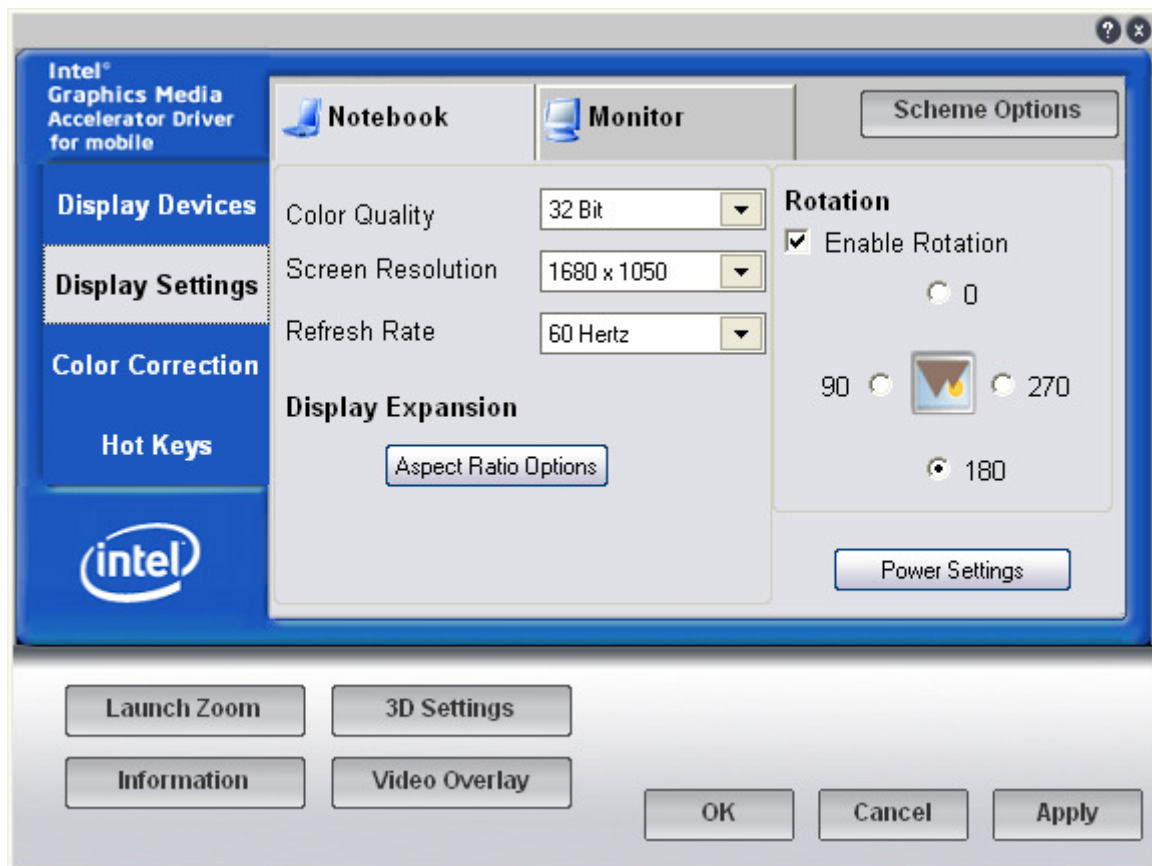 Intel®
Graphics Media
Accelerator Driver
for mobile
Notebook
Monitor
Scheme Options
Display Devices
Display Settings
Color Correction
Hot Keys
intel
Color Quality
32 Bit
Screen Resolution
1680 x 1050
Refresh Rate
60 Hertz
Display Expansion
Aspect Ratio Options
Rotation
Enable Rotation
0
90
270
180
Power Settings
Launch Zoom
3D Settings
Information
Video Overlay
OK
Cancel
Apply